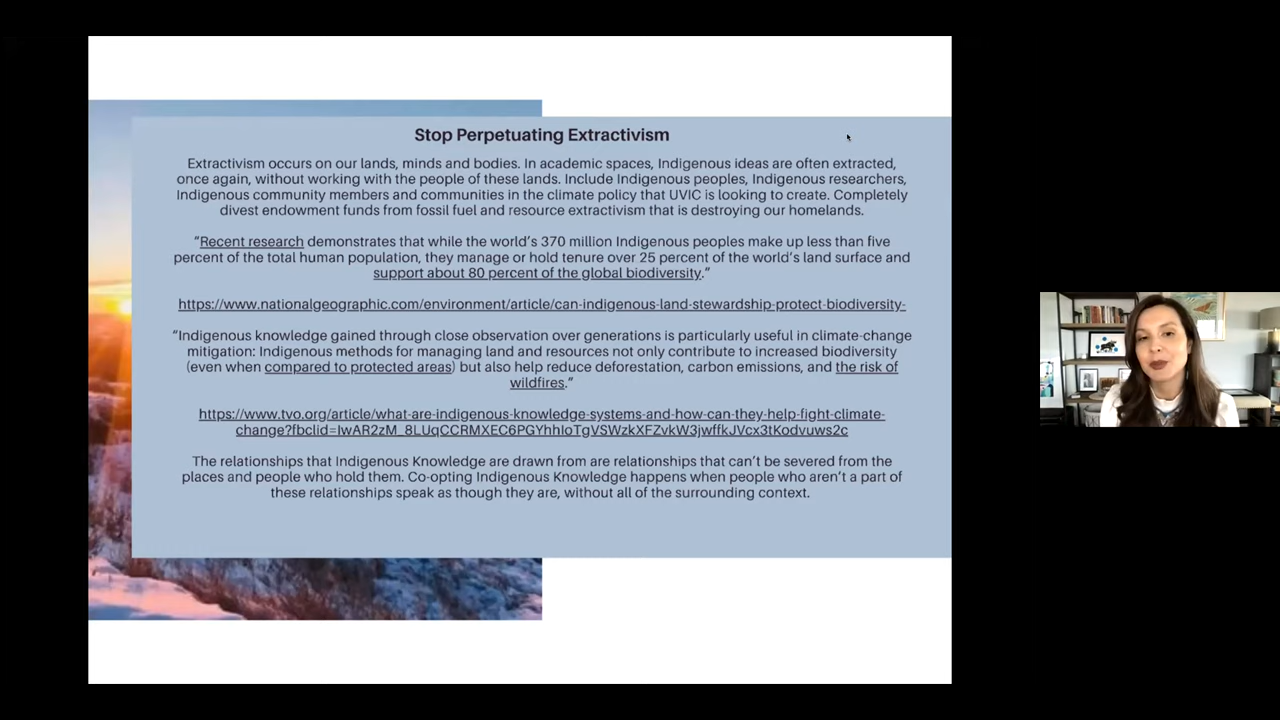 Stop Perpetuating Extractivism
Extractivism occurs on our lands, minds and bodies. In academic spaces, Indigenous ideas are often extracted,
once again, without working with the people of these lands. Include Indigenous peoples, Indigenous researchers,
Indigenous community members and communities in the climate policy that UVIC is looking to create. Completely
divest endowment funds from fossil fuel and resource extractivism that is destroying our homelands.
“Recent research demonstrates that while the world’s 370 million Indigenous peoples make up less than five
percent of the total human population, they manage or hold tenure over 25 percent of the world’s land surface and
support about 80 percent of the global biodiversity.”
https://www.nationalgeographic.com/environment/article/can-indigenous-land-stewardship-protect-biodiversity-
“Indigenous knowledge gained through close observation over generations is particularly useful in climate-change
mitigation: Indigenous methods for managing land and resources not only contribute to increased biodiversity
(even when compared to protected areas) but also help reduce deforestation, carbon emissions, and the risk of
wildfires.”
https://www.tvo.org/article/what-are-indigenous-knowledge-systems-and-how-can-they-help-fight-climate-
change?fbclid=IwAR2zM_8LUqCCRMXEC6PGYhhIoTgVSWzkXFZvkW3jwffkJVcx3tKodvuws2c
The relationships that Indigenous Knowledge are drawn from are relationships that can’t be severed from the
places and people who hold them. Co-opting Indigenous Knowledge happens when people who aren’t a part of
these relationships speak as though they are, without all of the surrounding context.